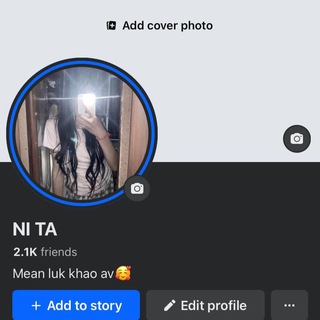 Add cover photo
NI TA
2.1K friends
Mean luk khao av🥰
+ Add to story
Edit profile